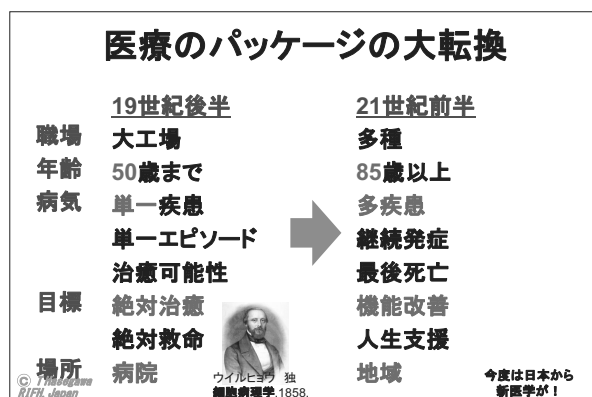 医療のパッケージの大転換
19世紀後半 21世紀前半
職場 大工場 多種
年齢 50歳まで 85歳以上
病気 単一疾患 多疾患
単一エピソード 継続発症
治癒可能性 最後死亡
目標 絶対治癒 機能改善
絶対救命 人生支援
場所 病院 地域
ウイルヒョウ 独
細胞病理学,1858.
今度は日本から
新医学が!
© T Hasegawa
RIFH, Japan